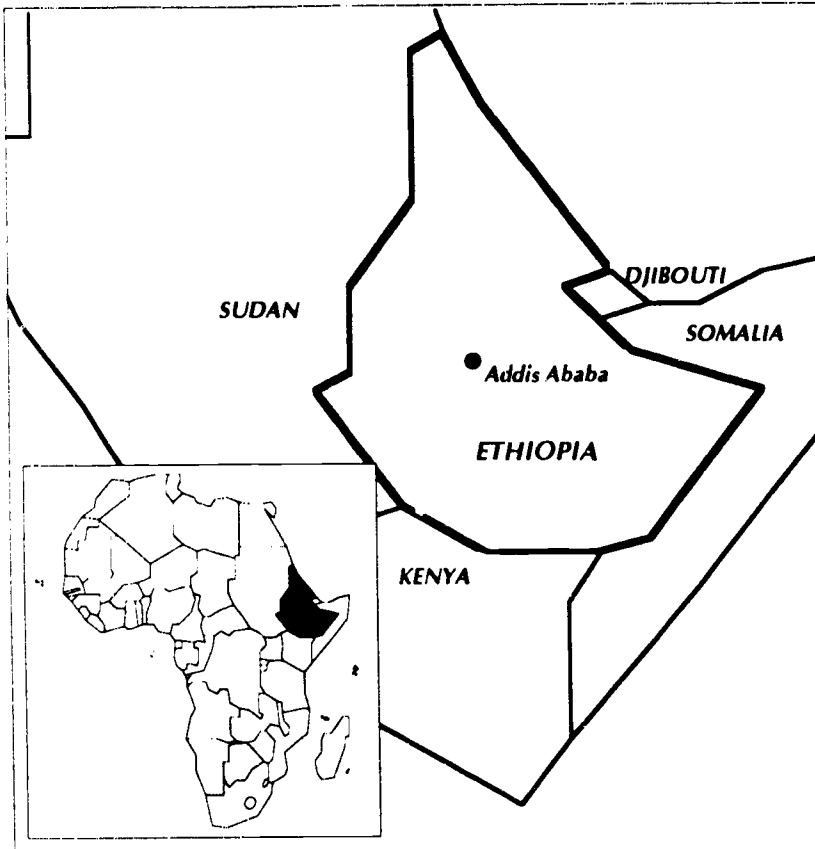 DJIBOUTI
SUDAN
SOMALIA
Addis Ababa
ETHIOPIA
KENYA